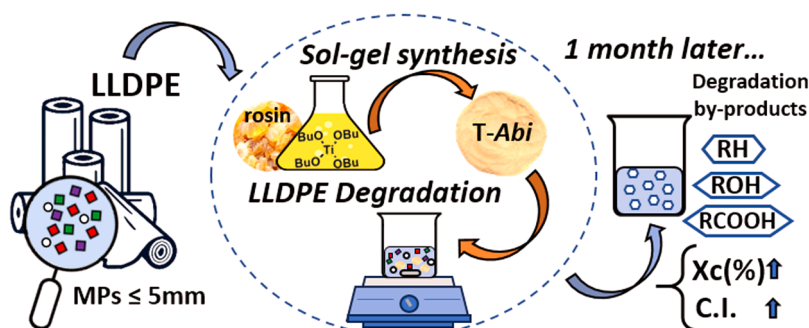 LLDPE
MPs ≤ 5mm
Sol-gel synthesis
rosin
BuO OBu
Ti
BuO OBu
T-Abi
LLDPE Degradation
1 month later...
Degradation
by-products
RH
ROH
RCOOH
Xc(%)
C.I.